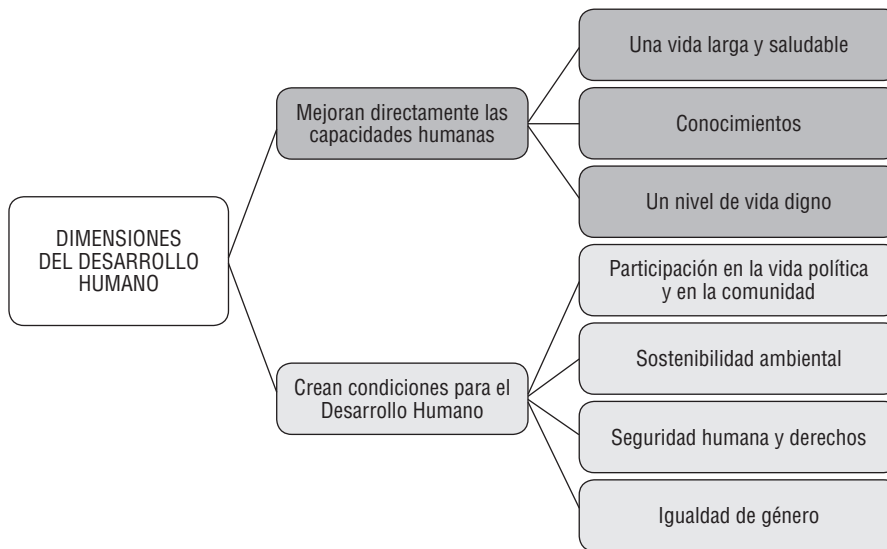 DIMENSIONES
DEL DESARROLLO
HUMANO
Mejoran directamente las
capacidades humanas
Una vida larga y saludable
Conocimientos
Un nivel de vida digno
Crean condiciones para el
Desarrollo Humano
Participación en la vida política
y en la comunidad
Sostenibilidad ambiental
Seguridad humana y derechos
Igualdad de género